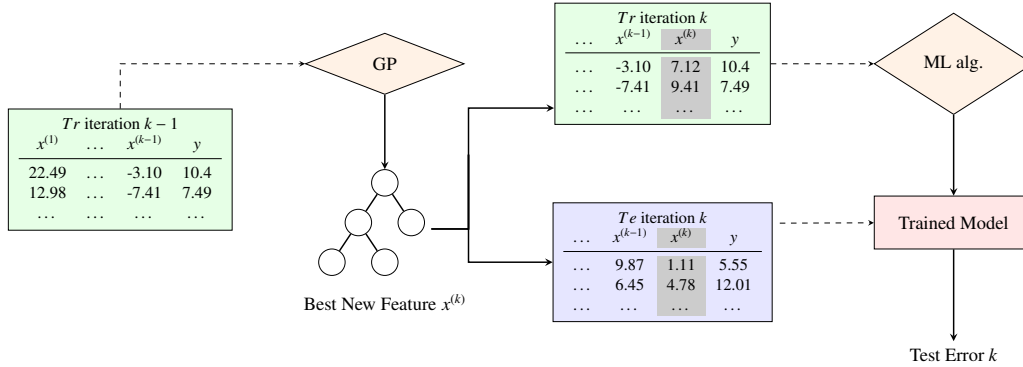 Tr iteration k − 1
x(1) … x(k−1) y
22.49 … -3.10 10.4
12.98 … -7.41 7.49
… … … …
GP
Best New Feature x(k)
Tr iteration k
… x(k−1) x(k) y
… -3.10 7.12 10.4
… -7.41 9.41 7.49
… … … …
Te iteration k
… x(k−1) x(k) y
… 9.87 1.11 5.55
… 6.45 4.78 12.01
… … … …
ML alg.
Trained Model
Test Error k